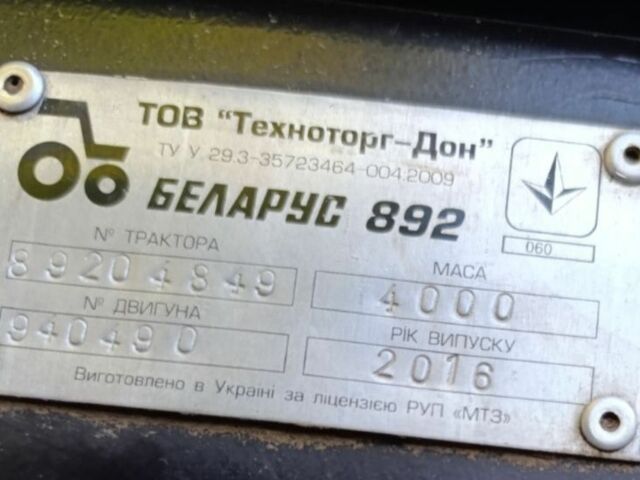 ТОВ "Техноторг-Дон"
ТУ У 29.3-35723464-004.2009
БЕЛАРУС 892
060
№ ТРАКТОРА
89204849
МАСА
4000
№ ДВИГУНА
940490
РІК ВИПУСКУ
2016
Виготовлено в Україні за ліцензією РУП «МТЗ»